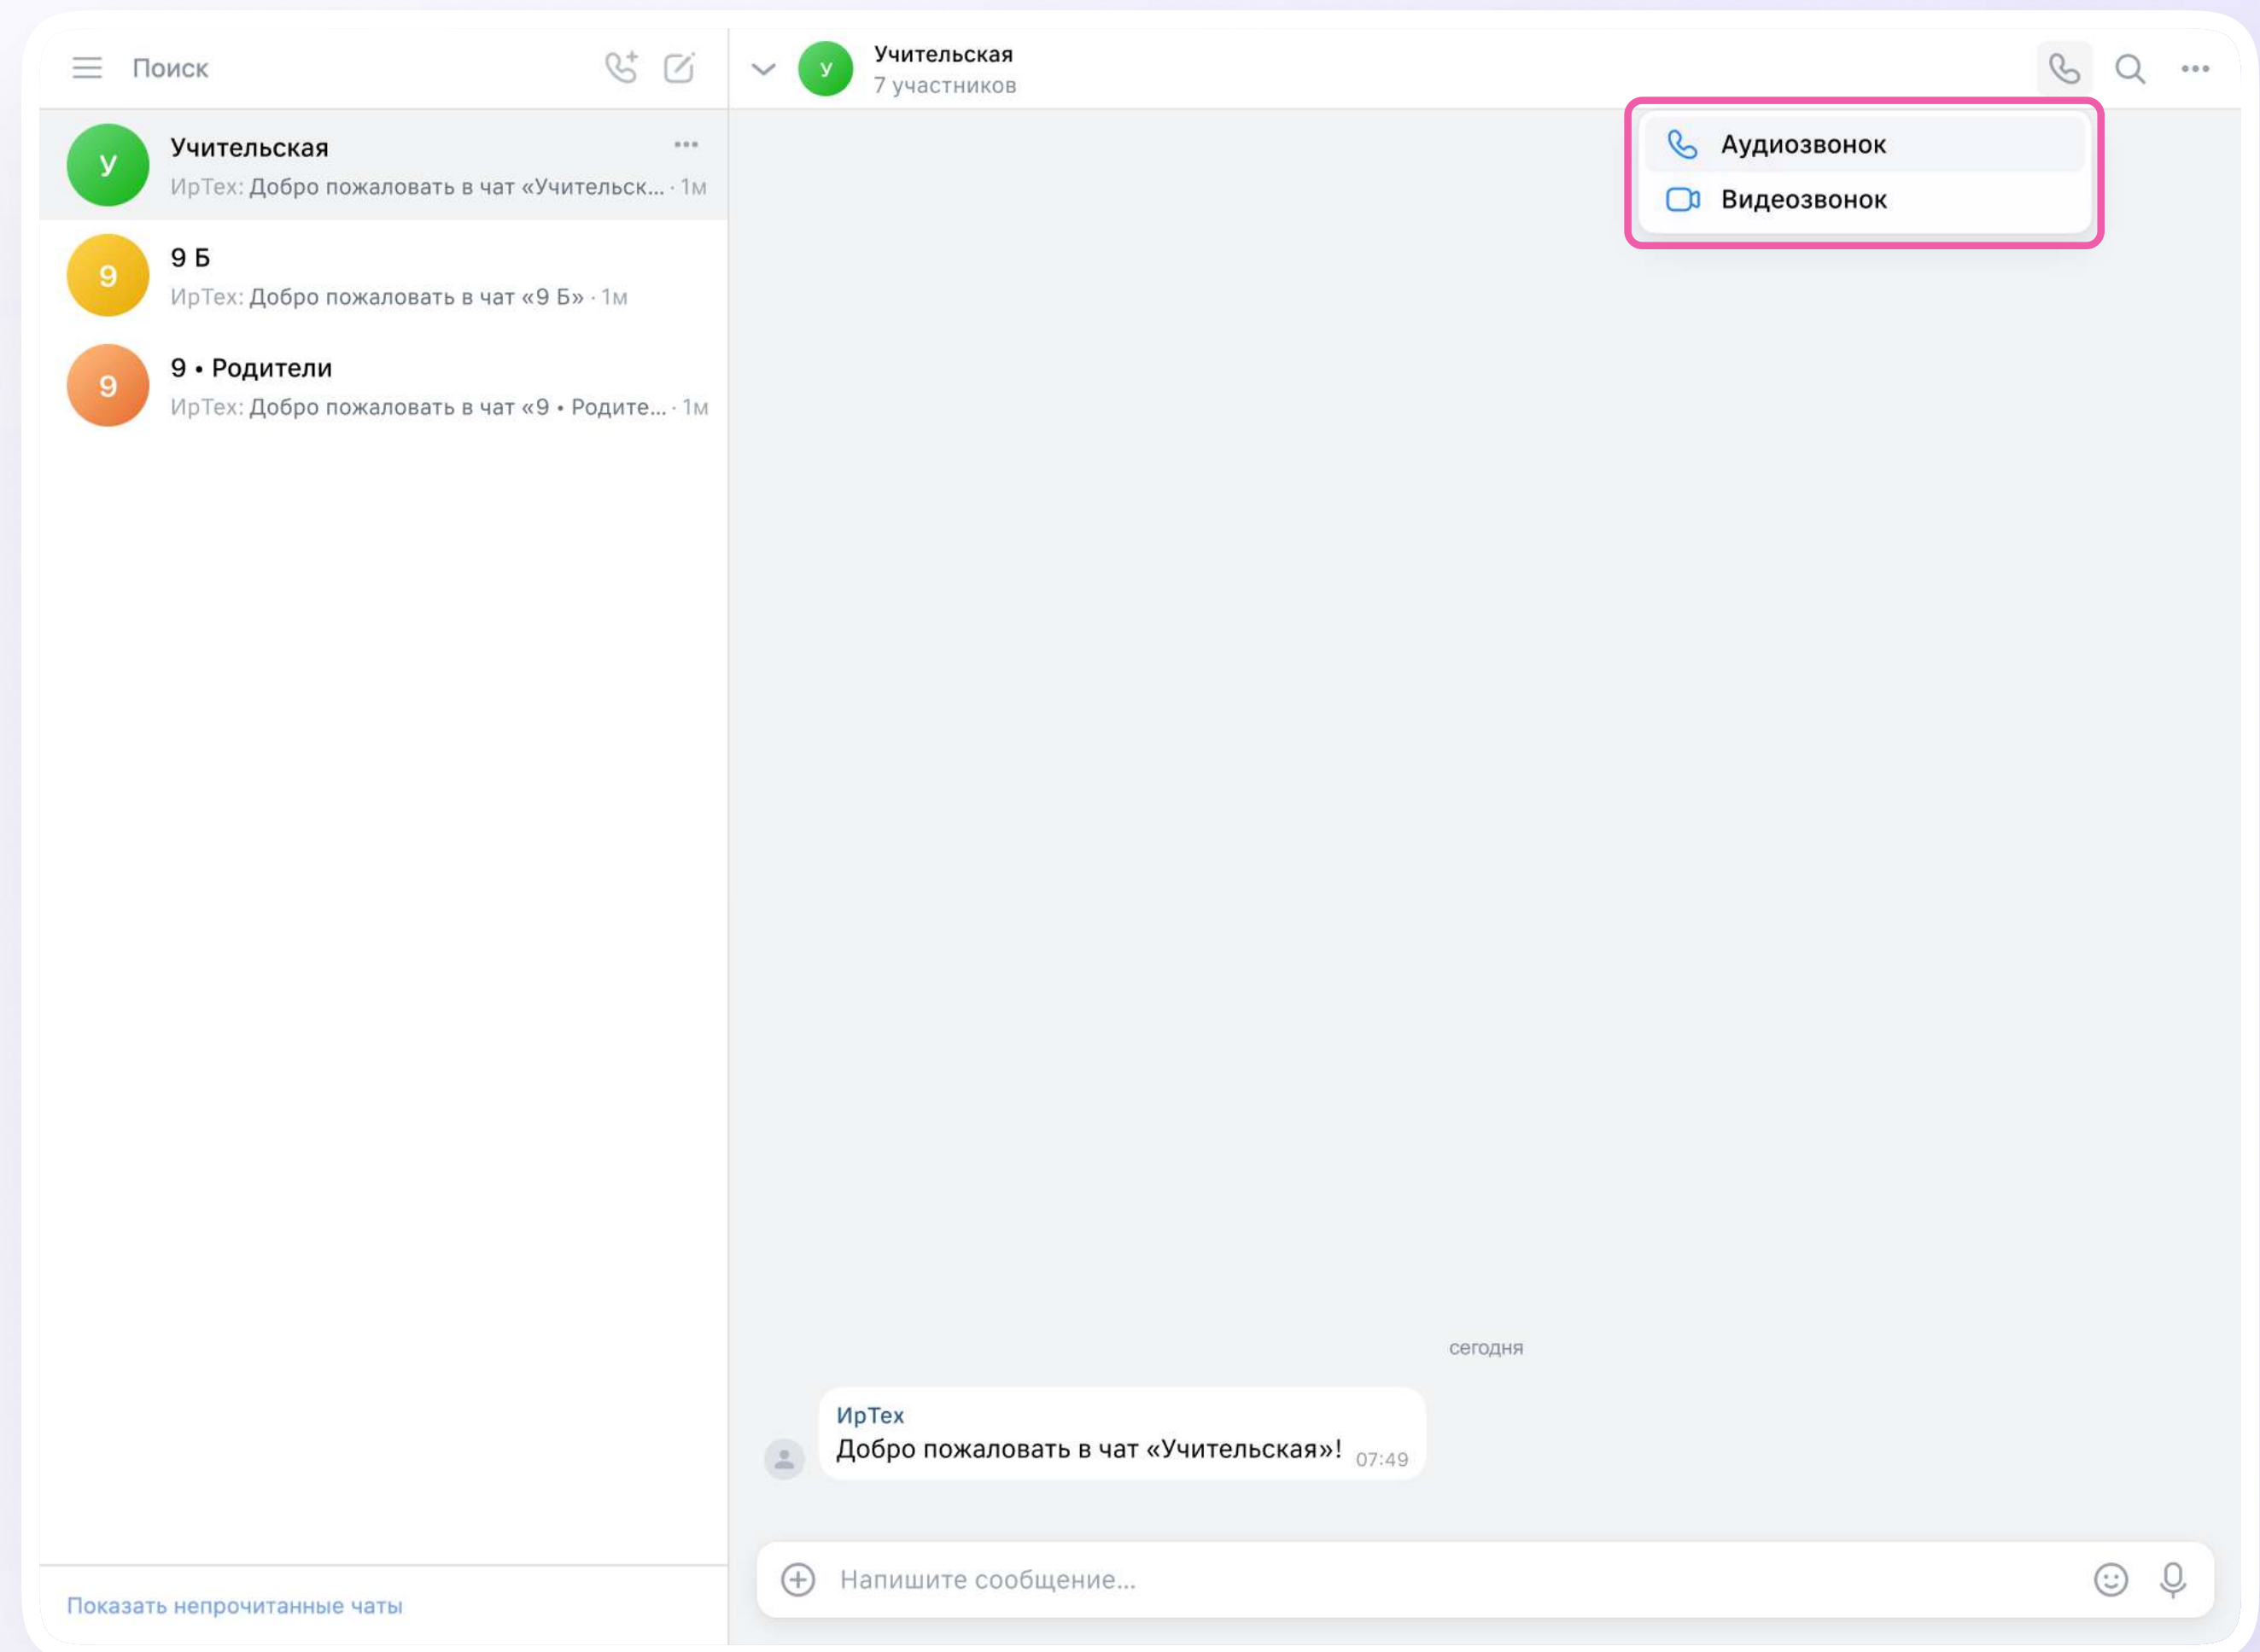 Поиск
У
Учительская
ИрТех: Добро пожаловать в чат «Учительск... · 1м
9
9 Б
ИрТех: Добро пожаловать в чат «9 Б» · 1м
9
9 • Родители
ИрТех: Добро пожаловать в чат «9 • Родите... · 1м
Показать непрочитанные чаты
У
Учительская
7 участников
Аудиозвонок
Видеозвонок
сегодня
ИрТех
Добро пожаловать в чат «Учительская»! 07:49
Напишите сообщение...